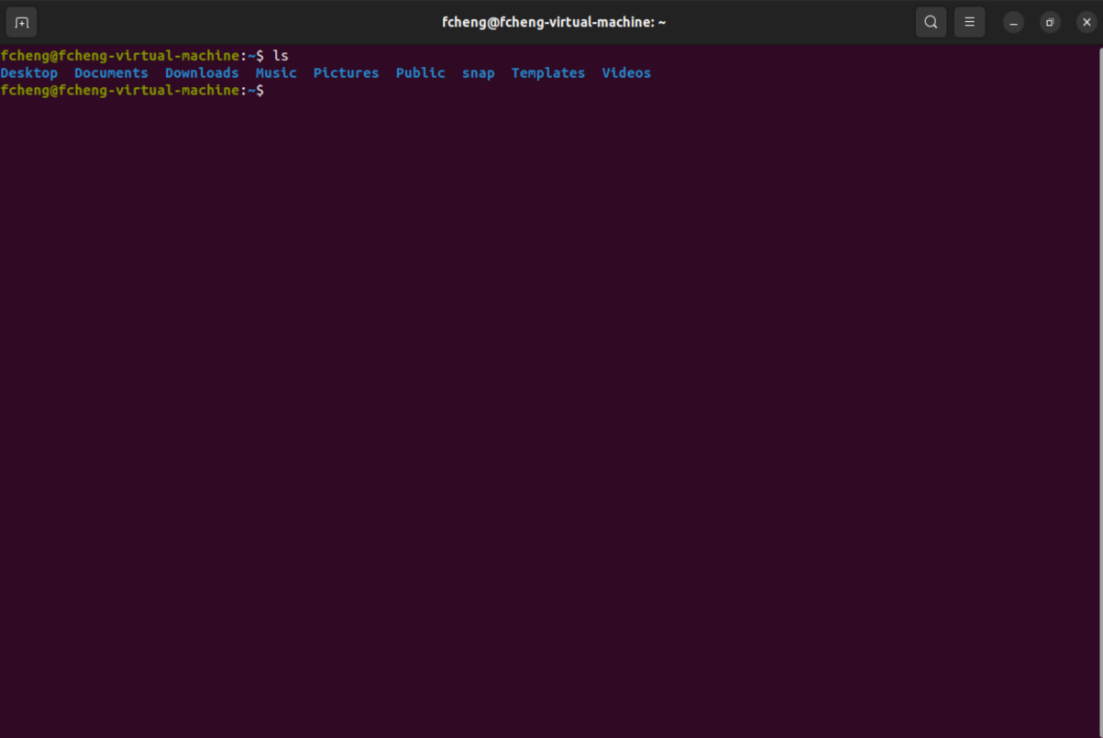 fcheng@fcheng-virtual-machine: ~
fcheng@fcheng-virtual-machine:~$ ls
Desktop  Documents  Downloads  Music  Pictures  Public  snap  Templates  Videos
fcheng@fcheng-virtual-machine:~$